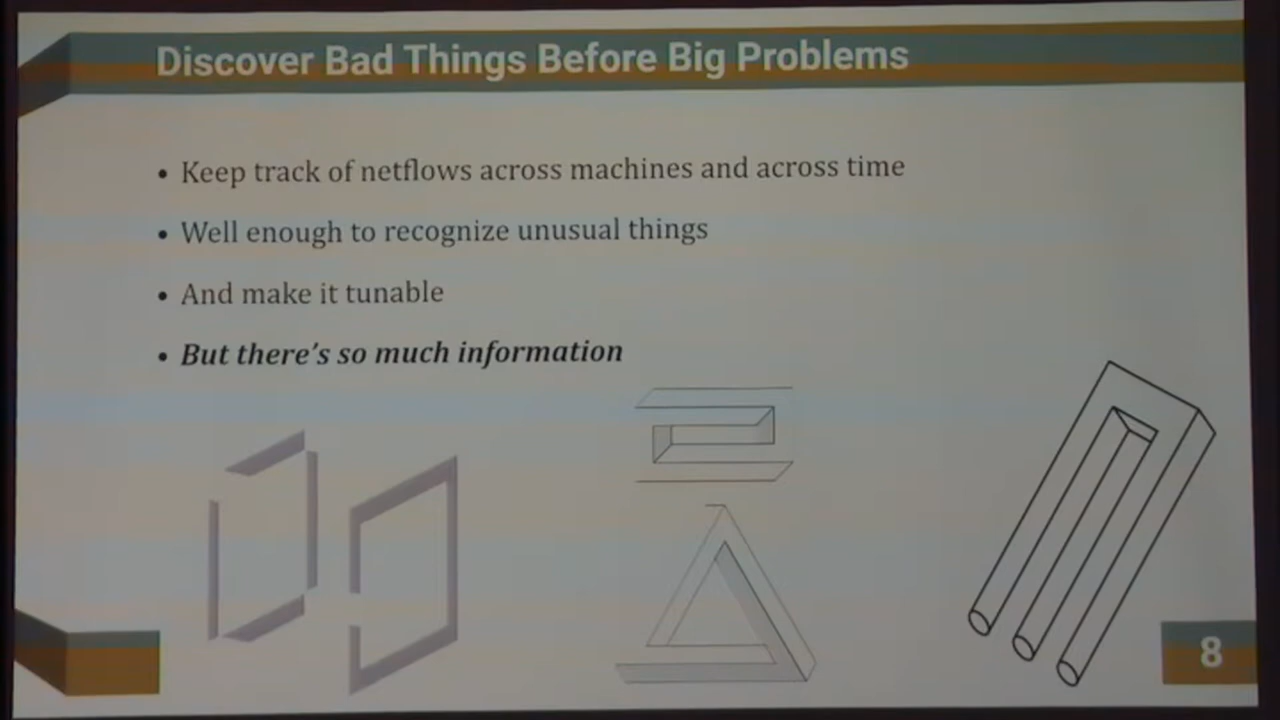 Discover Bad Things Before Big Problems
• Keep track of netflows across machines and across time
• Well enough to recognize unusual things
• And make it tunable
• But there's so much information
8